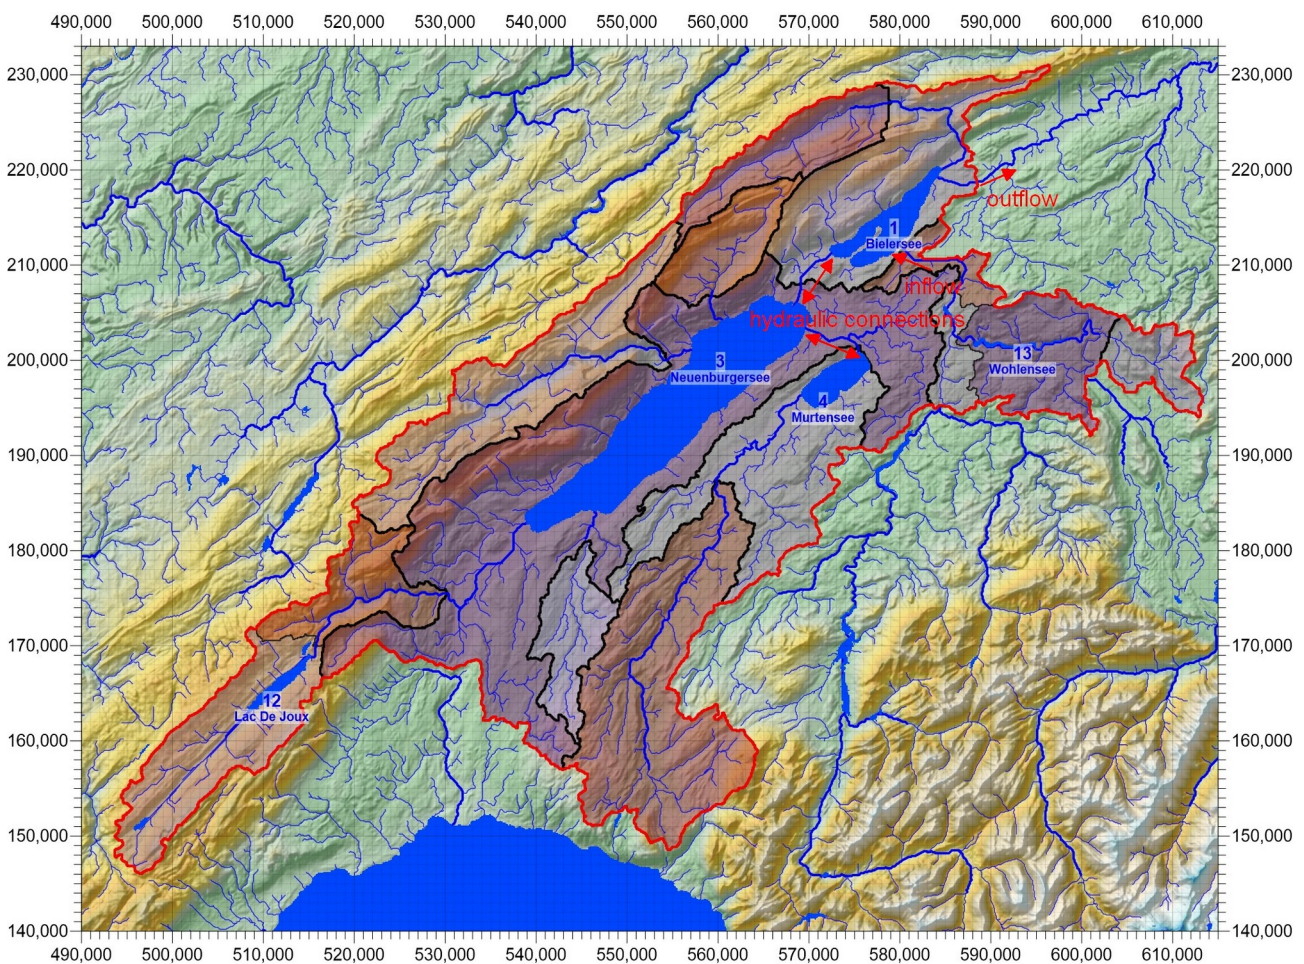 490,000 500,000 510,000 520,000 530,000 540,000 550,000 560,000 570,000 580,000 590,000 600,000 610,000
230,000 230,000
220,000 220,000
outflow
1
Bielersee
210,000 210,000
inflow
hydraulic connections
200,000 200,000
3
Neuenburgersee
13
Wohlensee
4
Murtensee
190,000 190,000
180,000 180,000
170,000 170,000
12
Lac De Joux
160,000 160,000
150,000 150,000
140,000 140,000
490,000 500,000 510,000 520,000 530,000 540,000 550,000 560,000 570,000 580,000 590,000 600,000 610,000